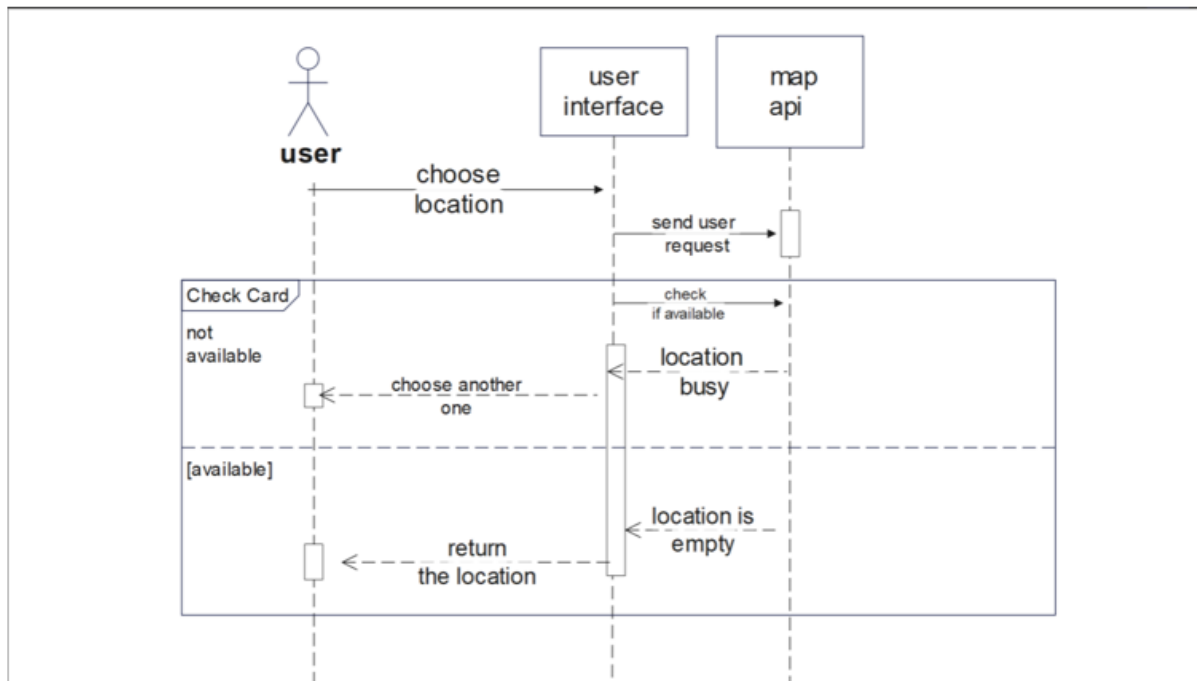 user
interface
map
api
user
choose
location
send user
request
Check Card
check
if available
not
available
location
busy
choose another
one
[available]
location is
empty
return
the location